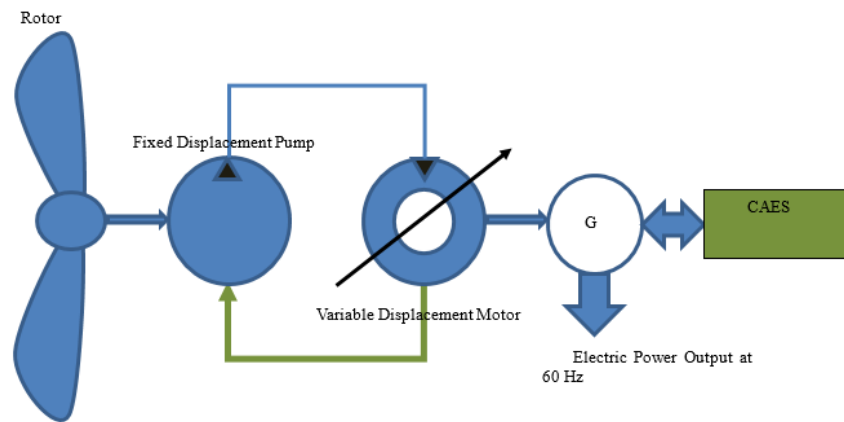 Rotor
Fixed Displacement Pump
CAES
G
Variable Displacement Motor
Electric Power Output at
60 Hz